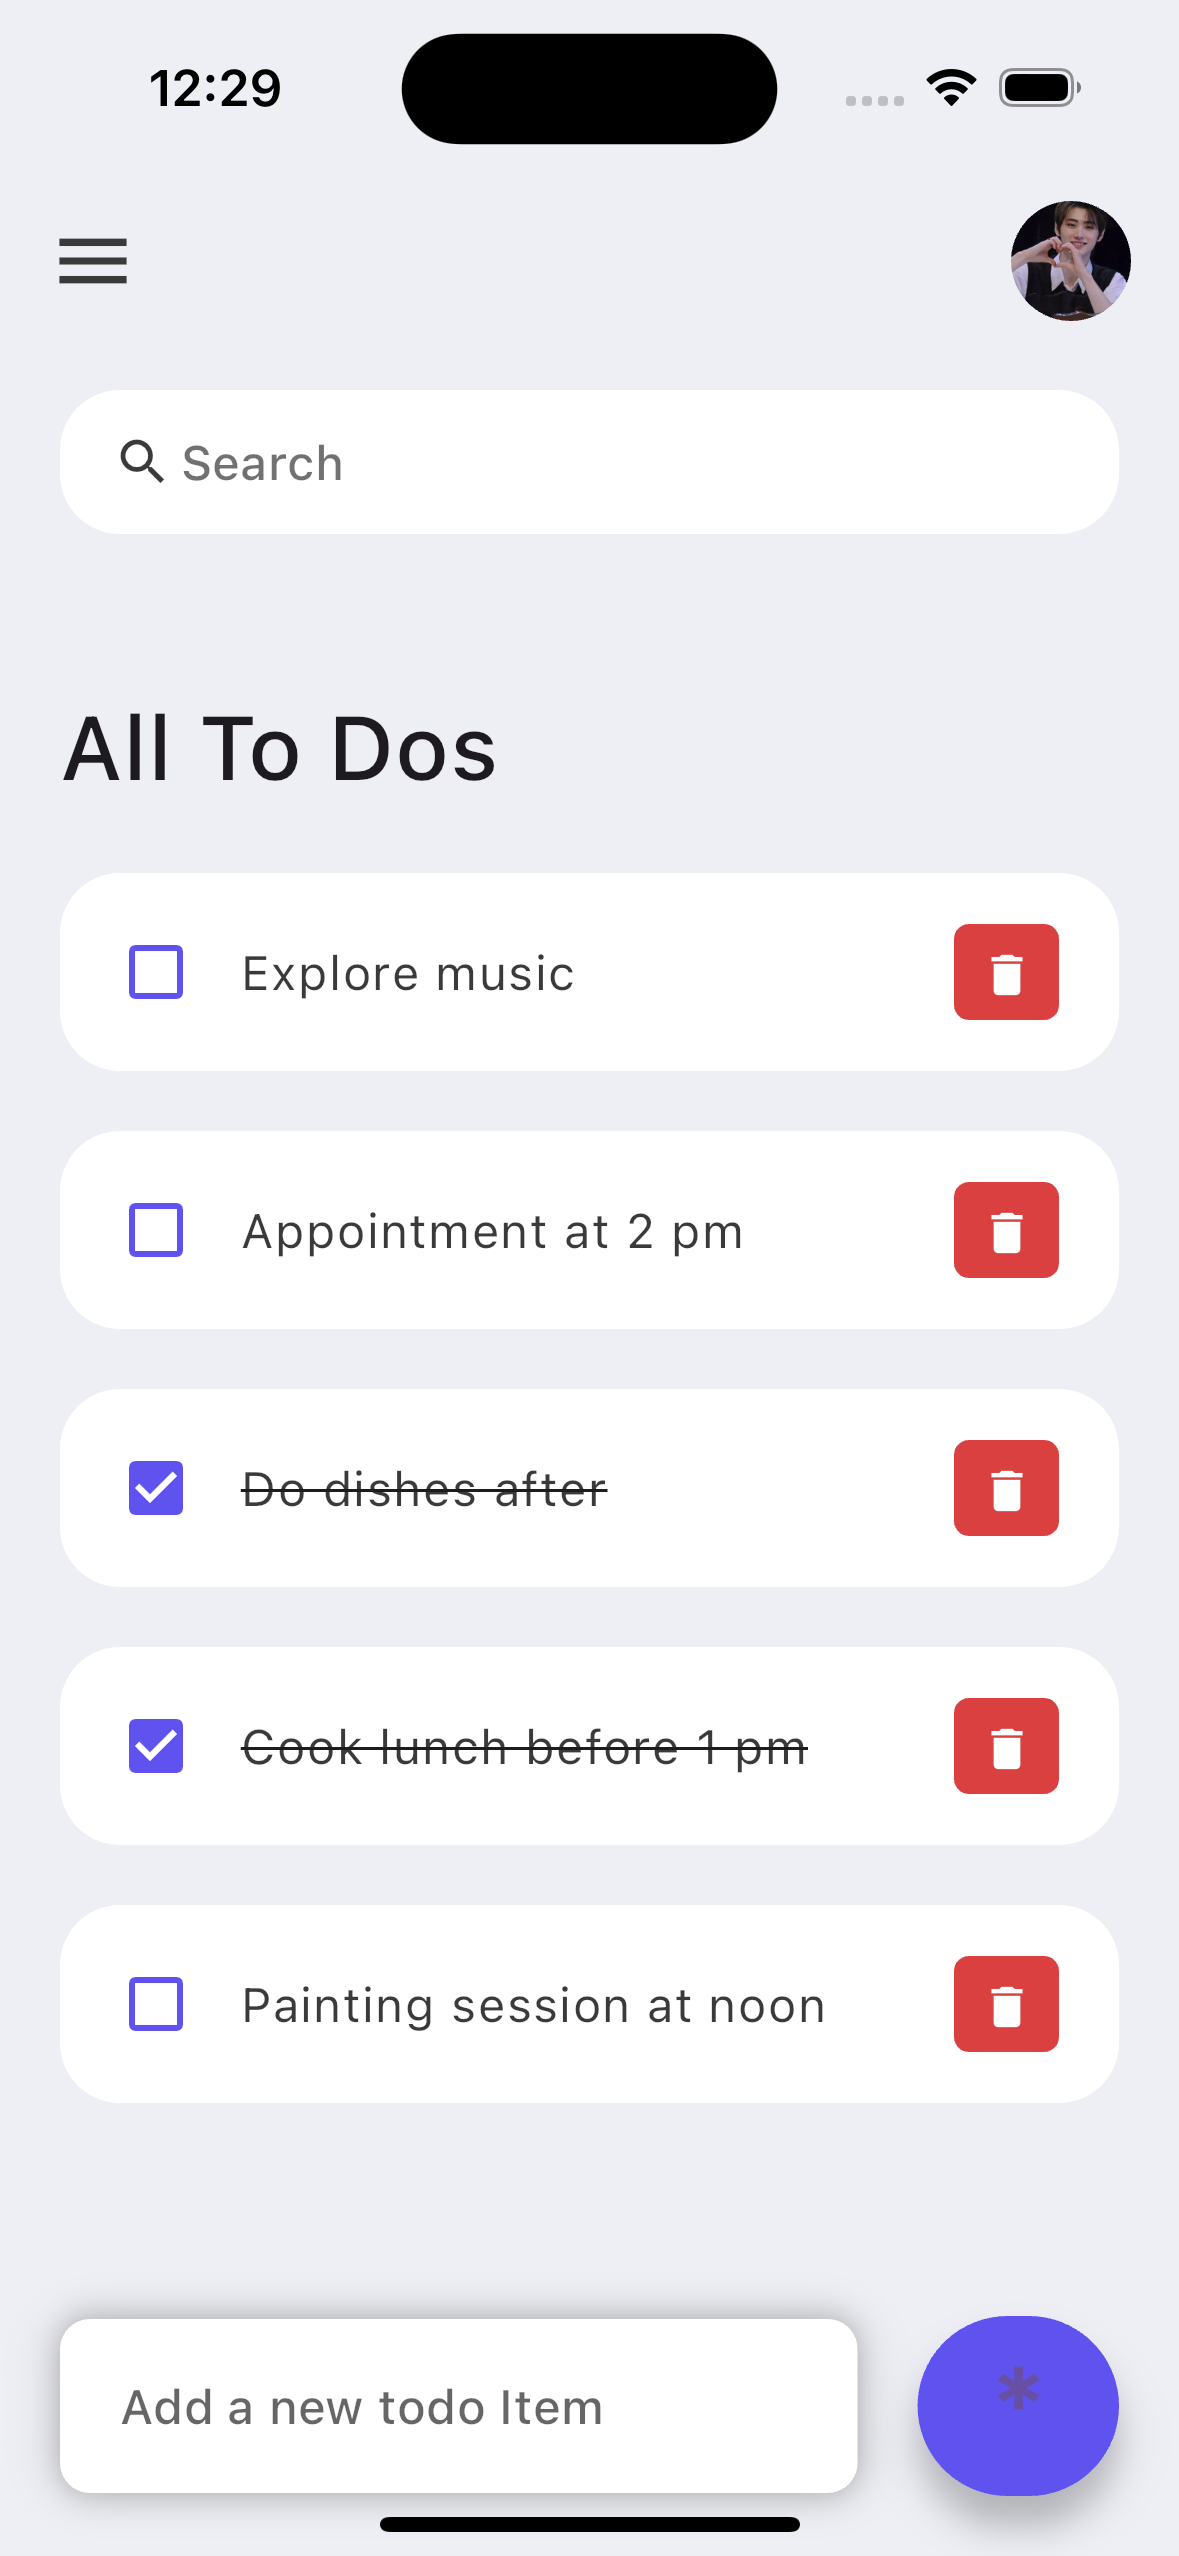 12:29
Search
All To Dos
Explore music
Appointment at 2 pm
Do dishes after
Cook lunch before 1 pm
Painting session at noon
Add a new todo Item
*